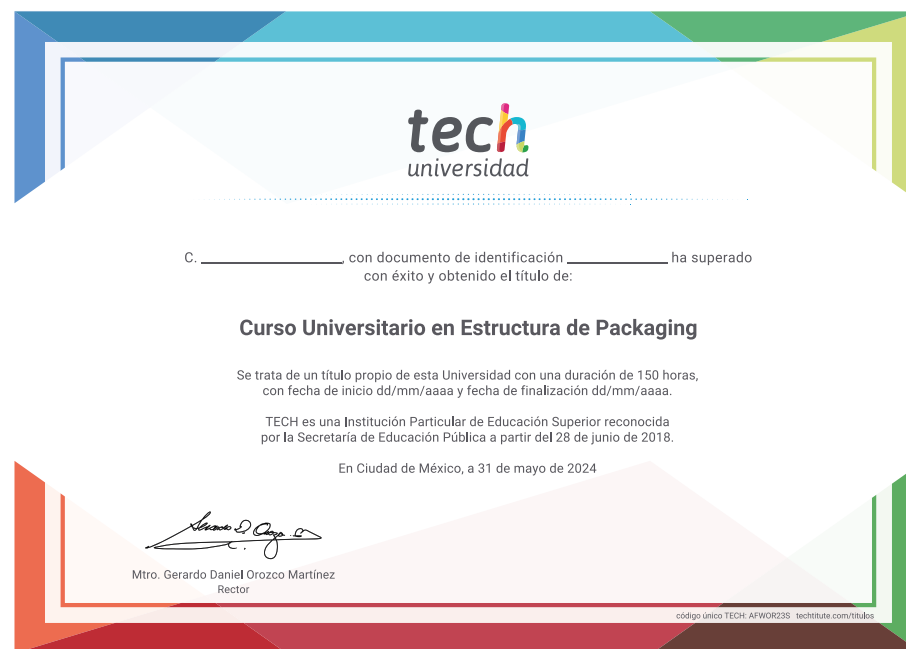 tech
universidad
C. ____________, con documento de identificación ____________ ha superado
con éxito y obtenido el título de:
Curso Universitario en Estructura de Packaging
Se trata de un título propio de esta Universidad con una duración de 150 horas,
con fecha de inicio dd/mm/aaaa y fecha de finalización dd/mm/aaaa.
TECH es una Institución Particular de Educación Superior reconocida
por la Secretaría de Educación Pública a partir del 28 de junio de 2018.
En Ciudad de México, a 31 de mayo de 2024
Mtro. Gerardo Daniel Orozco Martínez
Rector
código único TECH: AFWOR23S techtitute.com/titulos